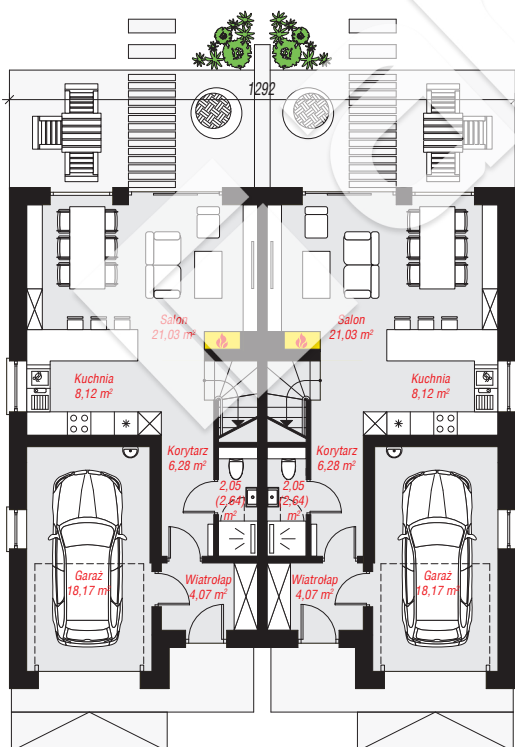 1292
Salon
21,03 m²
Salon
21,03 m²
Kuchnia
8,12 m²
Kuchnia
8,12 m²
Korytarz
6,28 m²
Korytarz
6,28 m²
2,05
(2,64)
m²
2,05
(2,64)
m²
Garaż
18,17 m²
Wiatrołap
4,07 m²
Wiatrołap
4,07 m²
Garaż
18,17 m²